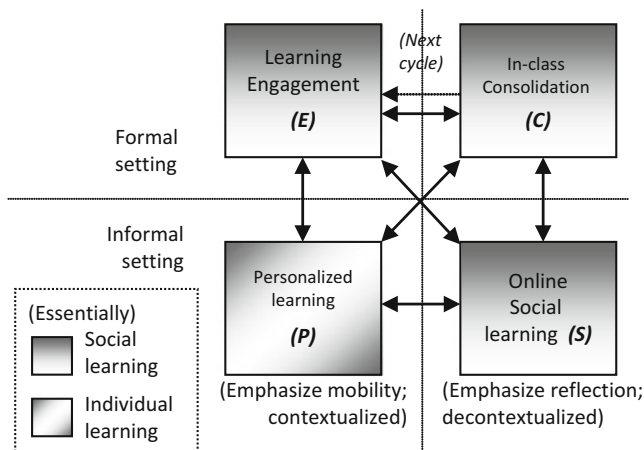 Learning
Engagement
(E)
(Next
cycle)
In-class
Consolidation
(C)
Formal
setting
Informal
setting
Personalized
learning
(P)
Online
Social
learning (S)
(Essentially)
Social
learning
Individual
learning
(Emphasize mobility;
contextualized)
(Emphasize reflection;
decontextualized)